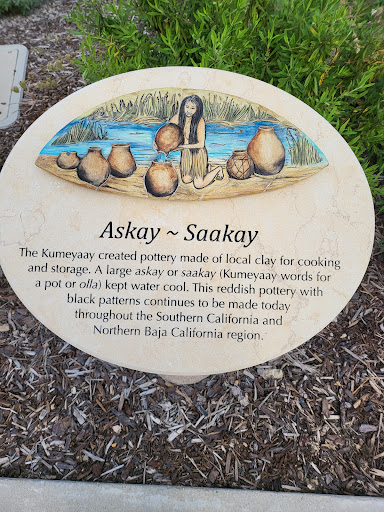 Askay ~ Saakay
The Kumeyaay created pottery made of local clay for cooking
and storage. A large askay or saakay (Kumeyaay words for
a pot or olla) kept water cool. This reddish pottery with
black patterns continues to be made today
throughout the Southern California and
Northern Baja California region.